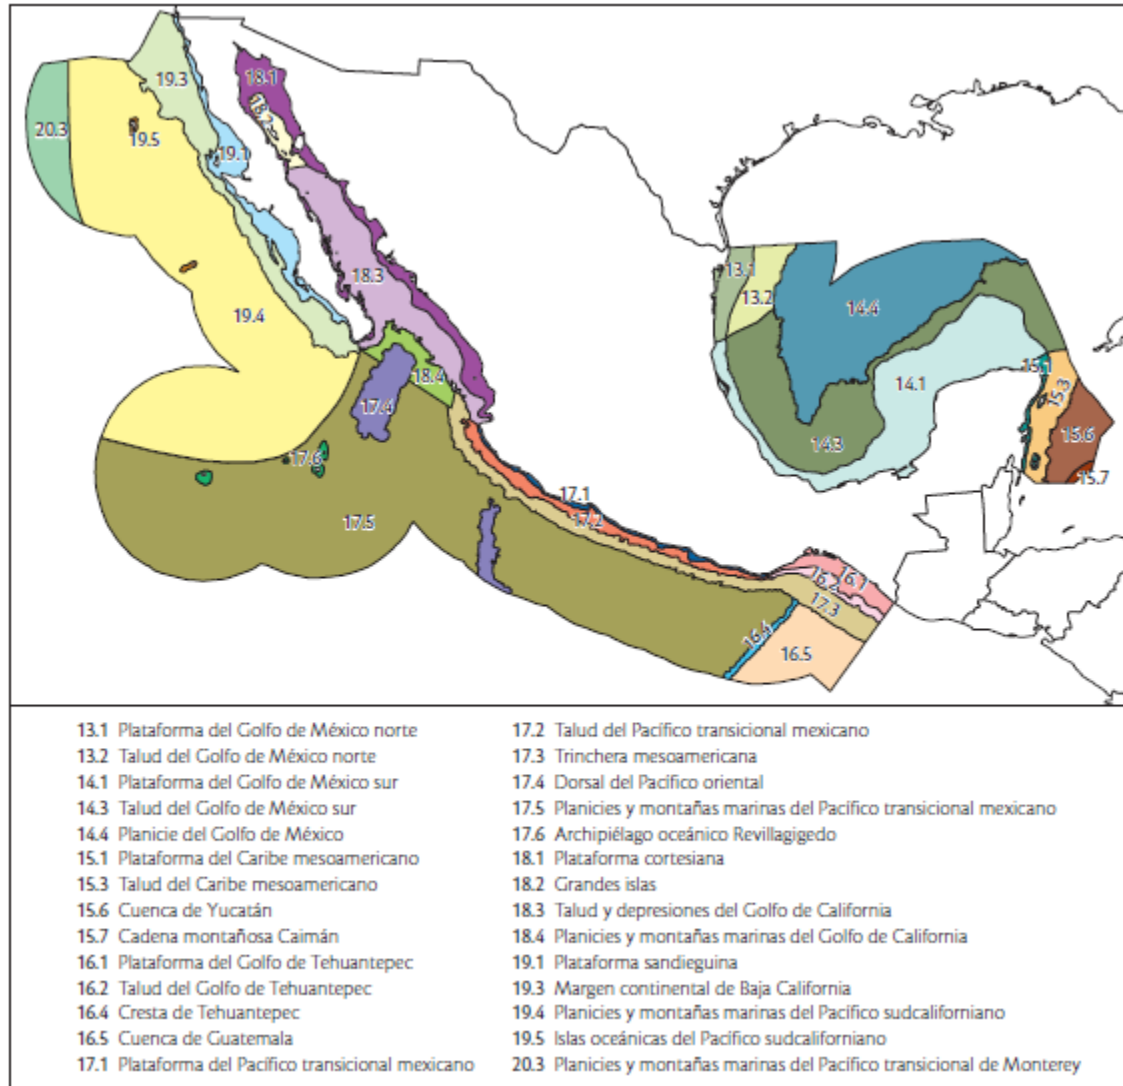 18.1
19.3
18.2
20.3
19.5
19.1
13.1
18.3
13.2
14.4
19.4
15.1
18.4
14.1
15.3
17.4
15.6
14.3
17.6
15.7
17.1
17.5
17.2
16.1
16.2
17.3
16.4
16.5
13.1 Plataforma del Golfo de México norte
13.2 Talud del Golfo de México norte
14.1 Plataforma del Golfo de México sur
14.3 Talud del Golfo de México sur
14.4 Planicie del Golfo de México
15.1 Plataforma del Caribe mesoamericano
15.3 Talud del Caribe mesoamericano
15.6 Cuenca de Yucatán
15.7 Cadena montañosa Caimán
16.1 Plataforma del Golfo de Tehuantepec
16.2 Talud del Golfo de Tehuantepec
16.4 Cresta de Tehuantepec
16.5 Cuenca de Guatemala
17.1 Plataforma del Pacífico transicional mexicano
17.2 Talud del Pacífico transicional mexicano
17.3 Trinchera mesoamericana
17.4 Dorsal del Pacífico oriental
17.5 Planicies y montañas marinas del Pacífico transicional mexicano
17.6 Archipiélago oceánico Revillagigedo
18.1 Plataforma cortesiana
18.2 Grandes islas
18.3 Talud y depresiones del Golfo de California
18.4 Planicies y montañas marinas del Golfo de California
19.1 Plataforma sandieguina
19.3 Margen continental de Baja California
19.4 Planicies y montañas marinas del Pacífico sudcaliforniano
19.5 Islas oceánicas del Pacífico sudcaliforniano
20.3 Planicies y montañas marinas del Pacífico transicional de Monterey